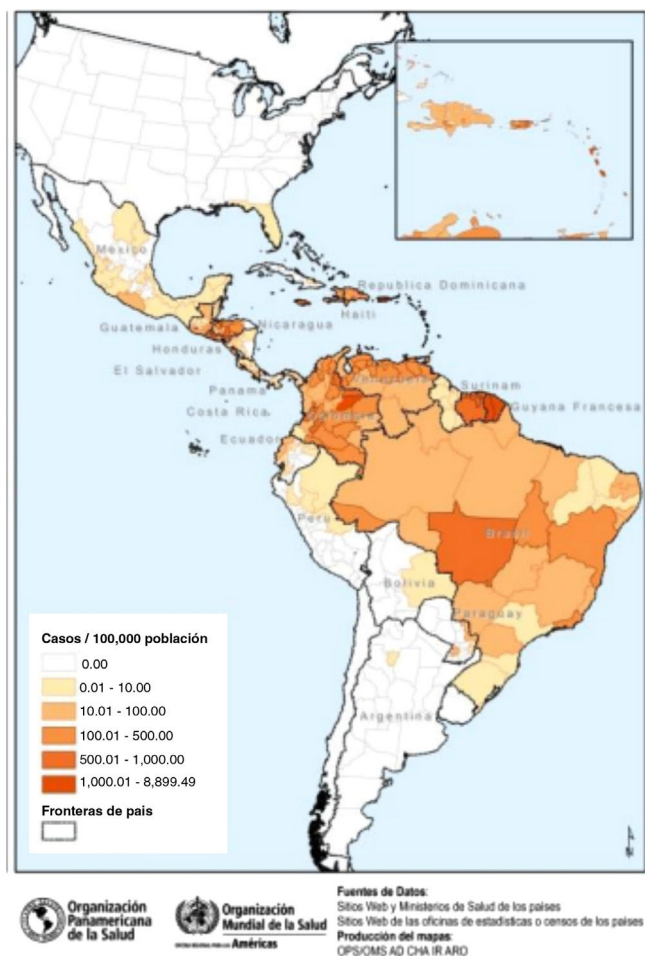 Mexico
Republica Dominicana
Haiti
Guatemala
Nicaragua
Honduras
El Salvador
Panama
Venezuela
Surinam
Costa Rica
Guyana Francesa
Colombia
Ecuador
Peru
Brasil
Bolivia
Paraguay
Argentina
Casos / 100,000 población
0.00
0.01 - 10.00
10.01 - 100.00
100.01 - 500.00
500.01 - 1,000.00
1,000.01 - 8,899.49
Fronteras de pais
N
Organización
Panamericana
de la Salud
Organización
Mundial de la Salud
Américas
Fuentes de Datos:
Sitios Web y Ministerios de Salud de los paises
Sitios Web de las oficinas de estadísticas o censos de los países
Producción del mapas:
OPS/OMS AD CHA IR ARO